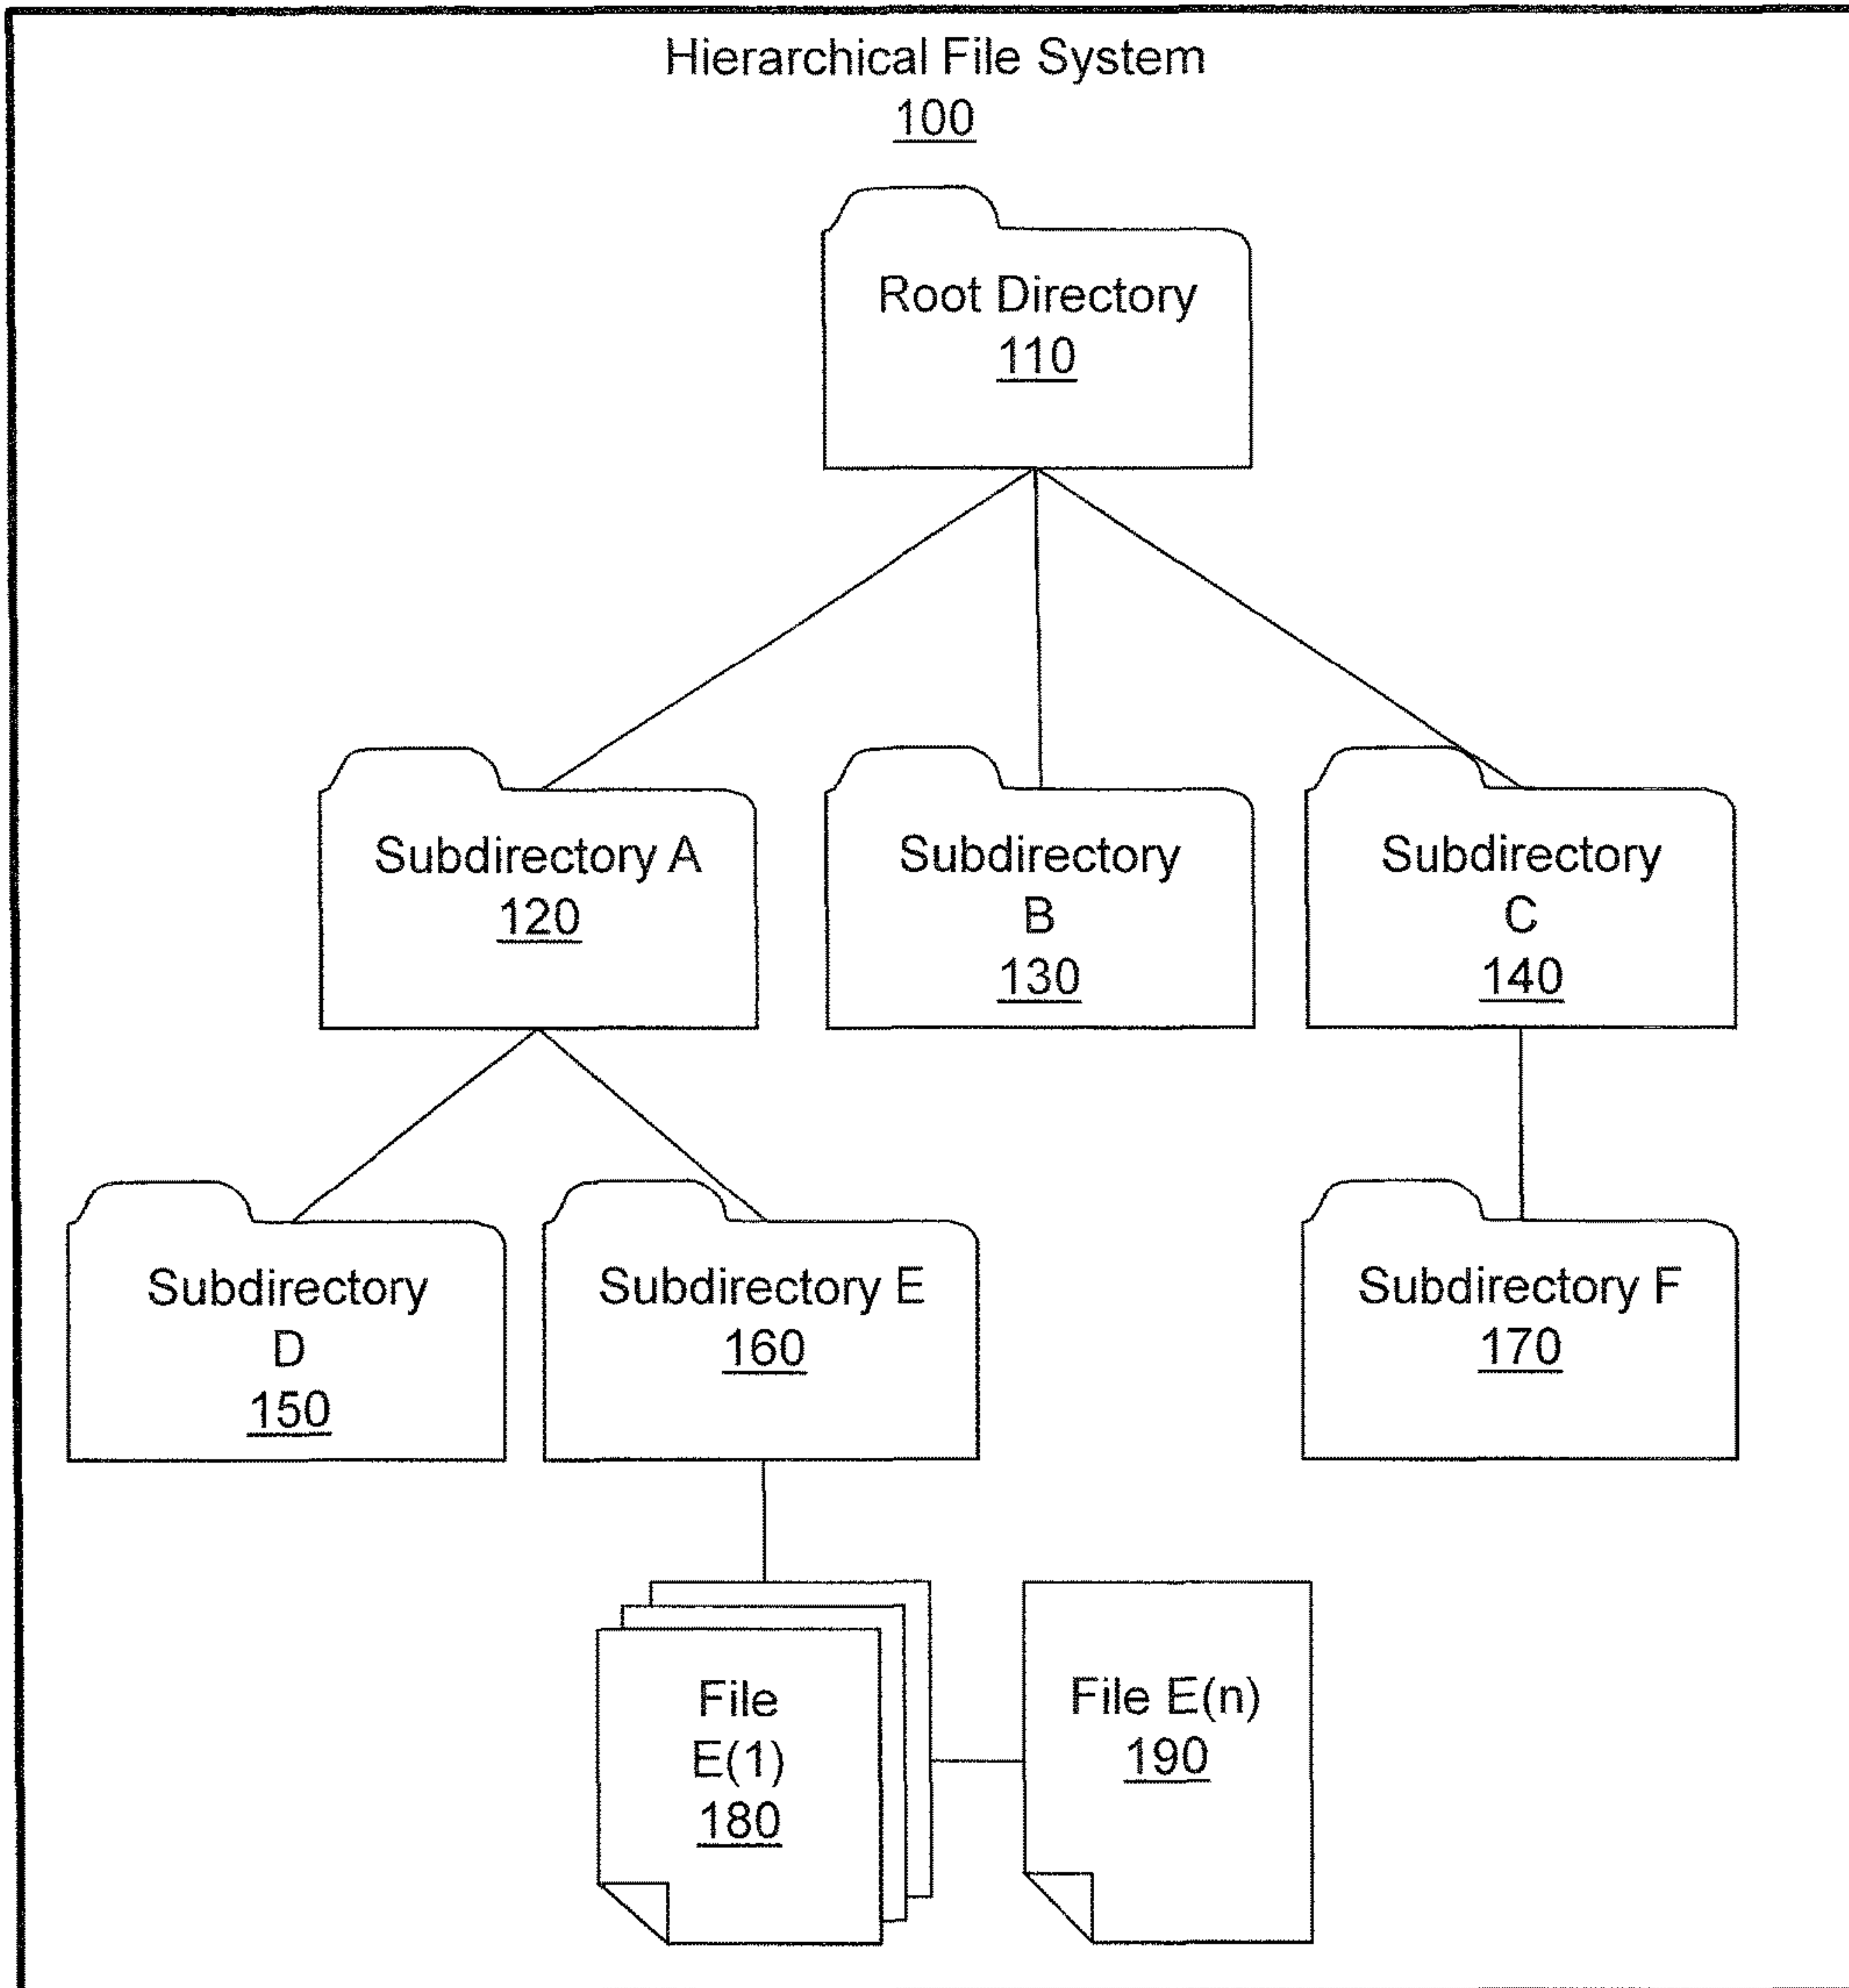 Hierarchical File System
100
Root Directory
110
Subdirectory A
120
Subdirectory
B
130
Subdirectory
C
140
Subdirectory
D
150
Subdirectory E
160
Subdirectory F
170
File
E(1)
180
File E(n)
190